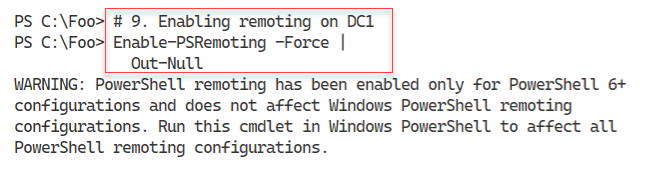 PS C:\Foo> # 9. Enabling remoting on DC1
PS C:\Foo> Enable-PSRemoting -Force |
Out-Null
WARNING: PowerShell remoting has been enabled only for PowerShell 6+
configurations and does not affect Windows PowerShell remoting
configurations. Run this cmdlet in Windows PowerShell to affect all
PowerShell remoting configurations.